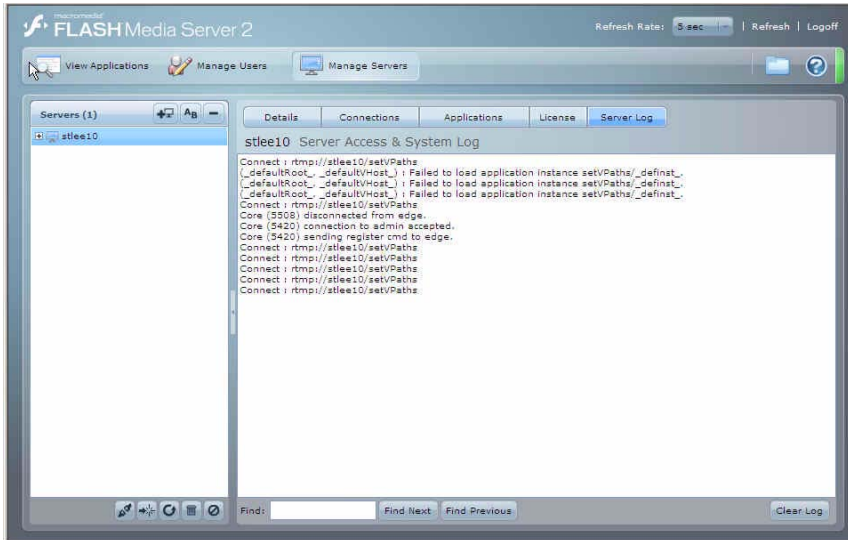 macromedia
FLASH Media Server 2
Refresh Rate: 5 sec | Refresh | Logoff
View Applications
Manage Users
Manage Servers
Servers (1)
AB
stlee10
Details
Connections
Applications
License
Server Log
stlee10 Server Access & System Log
Connect : rtmp://stlee10/setVPaths
(_defaultRoot_, _defaultVHost_) : Failed to load application instance setVPaths/_definst_.
(_defaultRoot_, _defaultVHost_) : Failed to load application instance setVPaths/_definst_.
(_defaultRoot_, _defaultVHost_) : Failed to load application instance setVPaths/_definst_.
Connect : rtmp://stlee10/setVPaths
Core (5508) disconnected from edge.
Core (5420) connection to admin accepted.
Core (5420) sending register cmd to edge.
Connect : rtmp://stlee10/setVPaths
Connect : rtmp://stlee10/setVPaths
Connect : rtmp://stlee10/setVPaths
Connect : rtmp://stlee10/setVPaths
Connect : rtmp://stlee10/setVPaths
Find:
Find Next
Find Previous
Clear Log